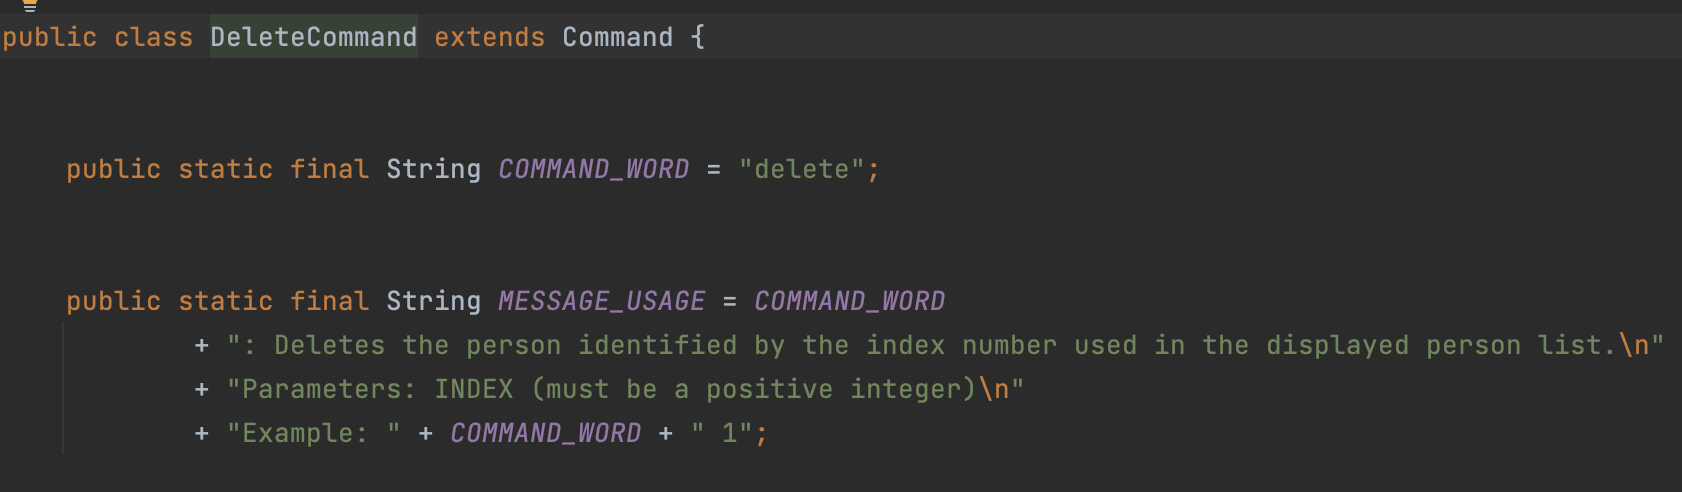 public class DeleteCommand extends Command {
public static final String COMMAND_WORD = "delete";
public static final String MESSAGE_USAGE = COMMAND_WORD
+ ": Deletes the person identified by the index number used in the displayed person list.\n"
+ "Parameters: INDEX (must be a positive integer)\n"
+ "Example: " + COMMAND_WORD + " 1";